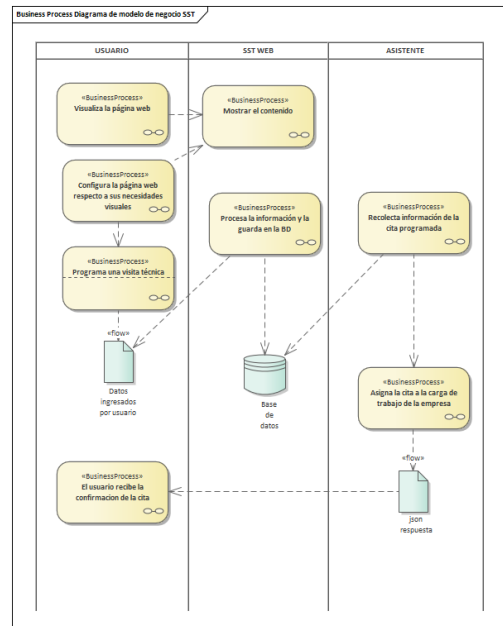 Business Process Diagrama de modelo de negocio SST
USUARIO
SST WEB
ASISTENTE
«BusinessProcess»
Visualiza la página web
«BusinessProcess»
Mostrar el contenido
«BusinessProcess»
Configura la página web
respecto a sus necesidades
visuales
«BusinessProcess»
Procesa la información y la
guarda en la BD
«BusinessProcess»
Recolecta información de la
cita programada
«BusinessProcess»
Programa una visita técnica
«flow»
Datos
ingresados
por usuario
Base
de
datos
«BusinessProcess»
Asigna la cita a la carga de
trabajo de la empresa
«flow»
«BusinessProcess»
El usuario recibe la
confirmacion de la cita
json
respuesta